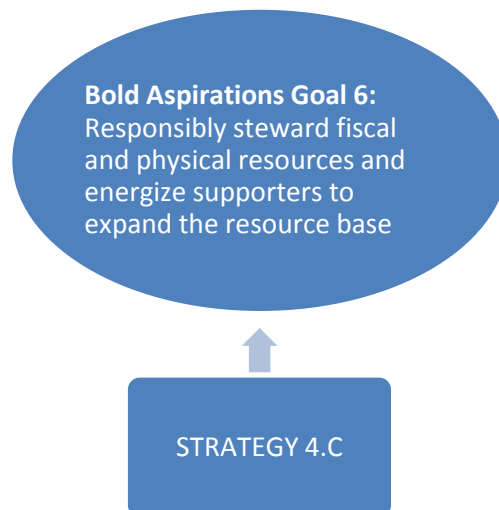 Bold Aspirations Goal 6:
Responsibly steward fiscal
and physical resources and
energize supporters to
expand the resource base
STRATEGY 4.C